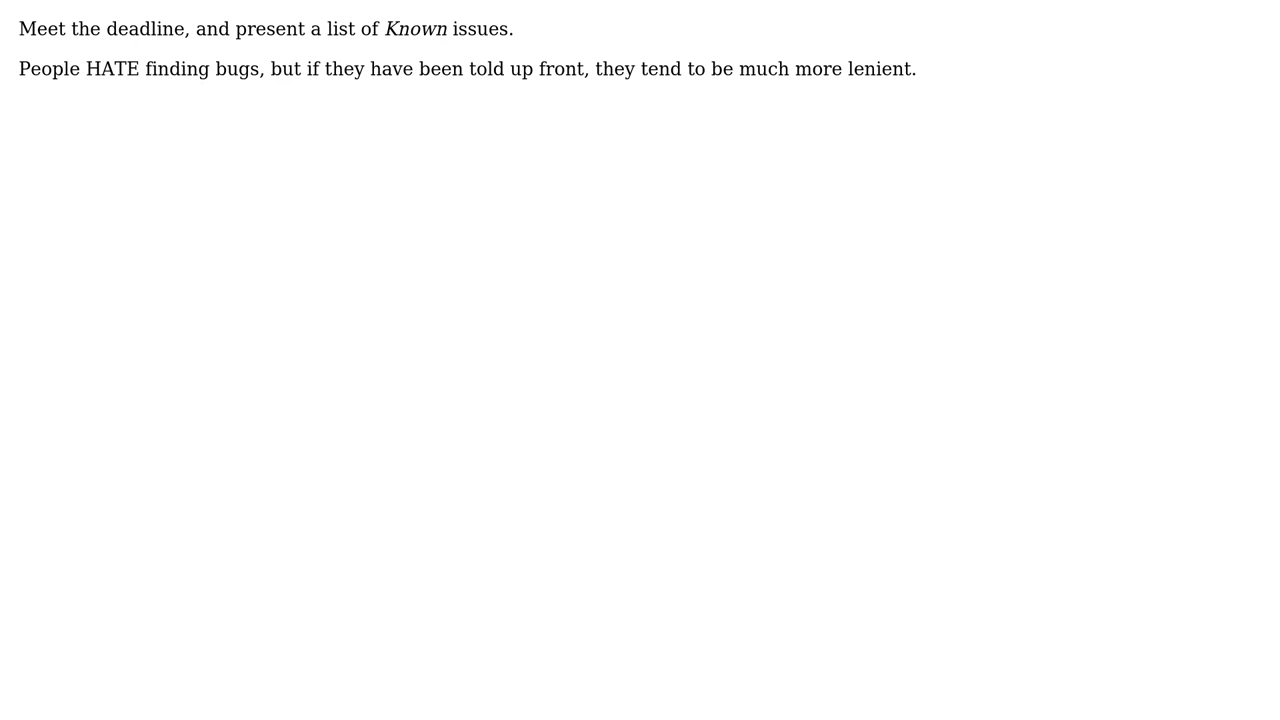 Meet the deadline, and present a list of Known issues.
People HATE finding bugs, but if they have been told up front, they tend to be much more lenient.